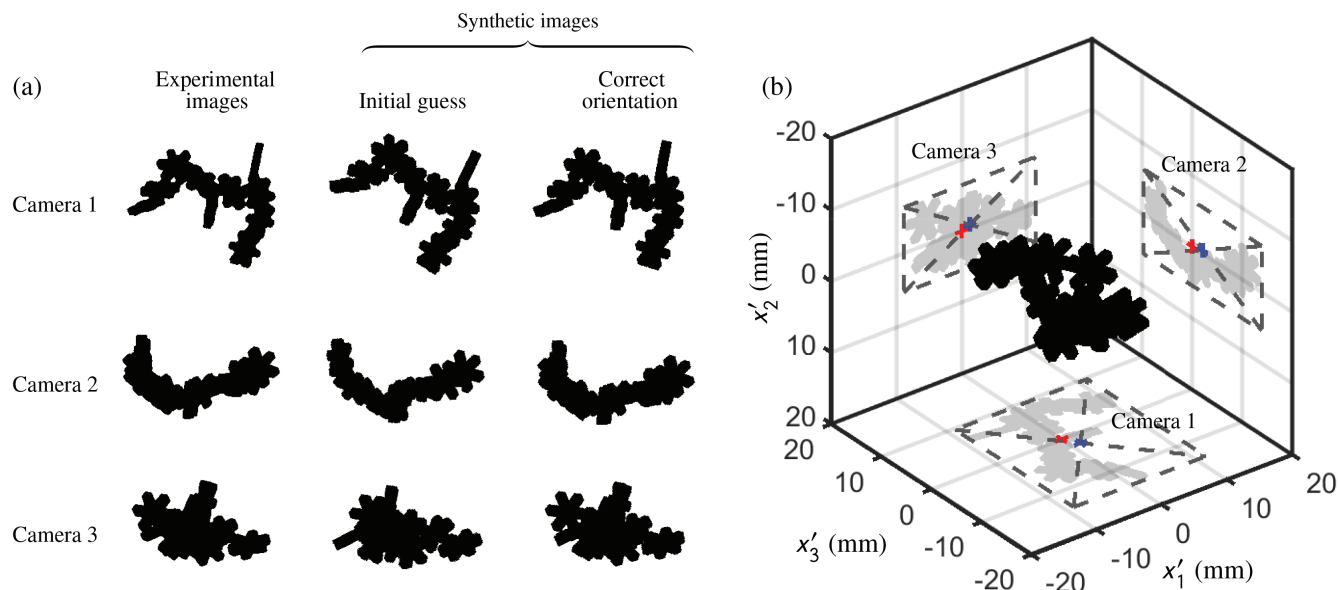 Synthetic images
(a)
Experimental
images
Initial guess
Correct
orientation
Camera 1
Camera 2
Camera 3
(b)
Camera 3
Camera 2
Camera 1
-20
-10
0
10
20
x′2 (mm)
20
10
0
-10
-20
x′3 (mm)
-20
-10
0
10
20
x′1 (mm)